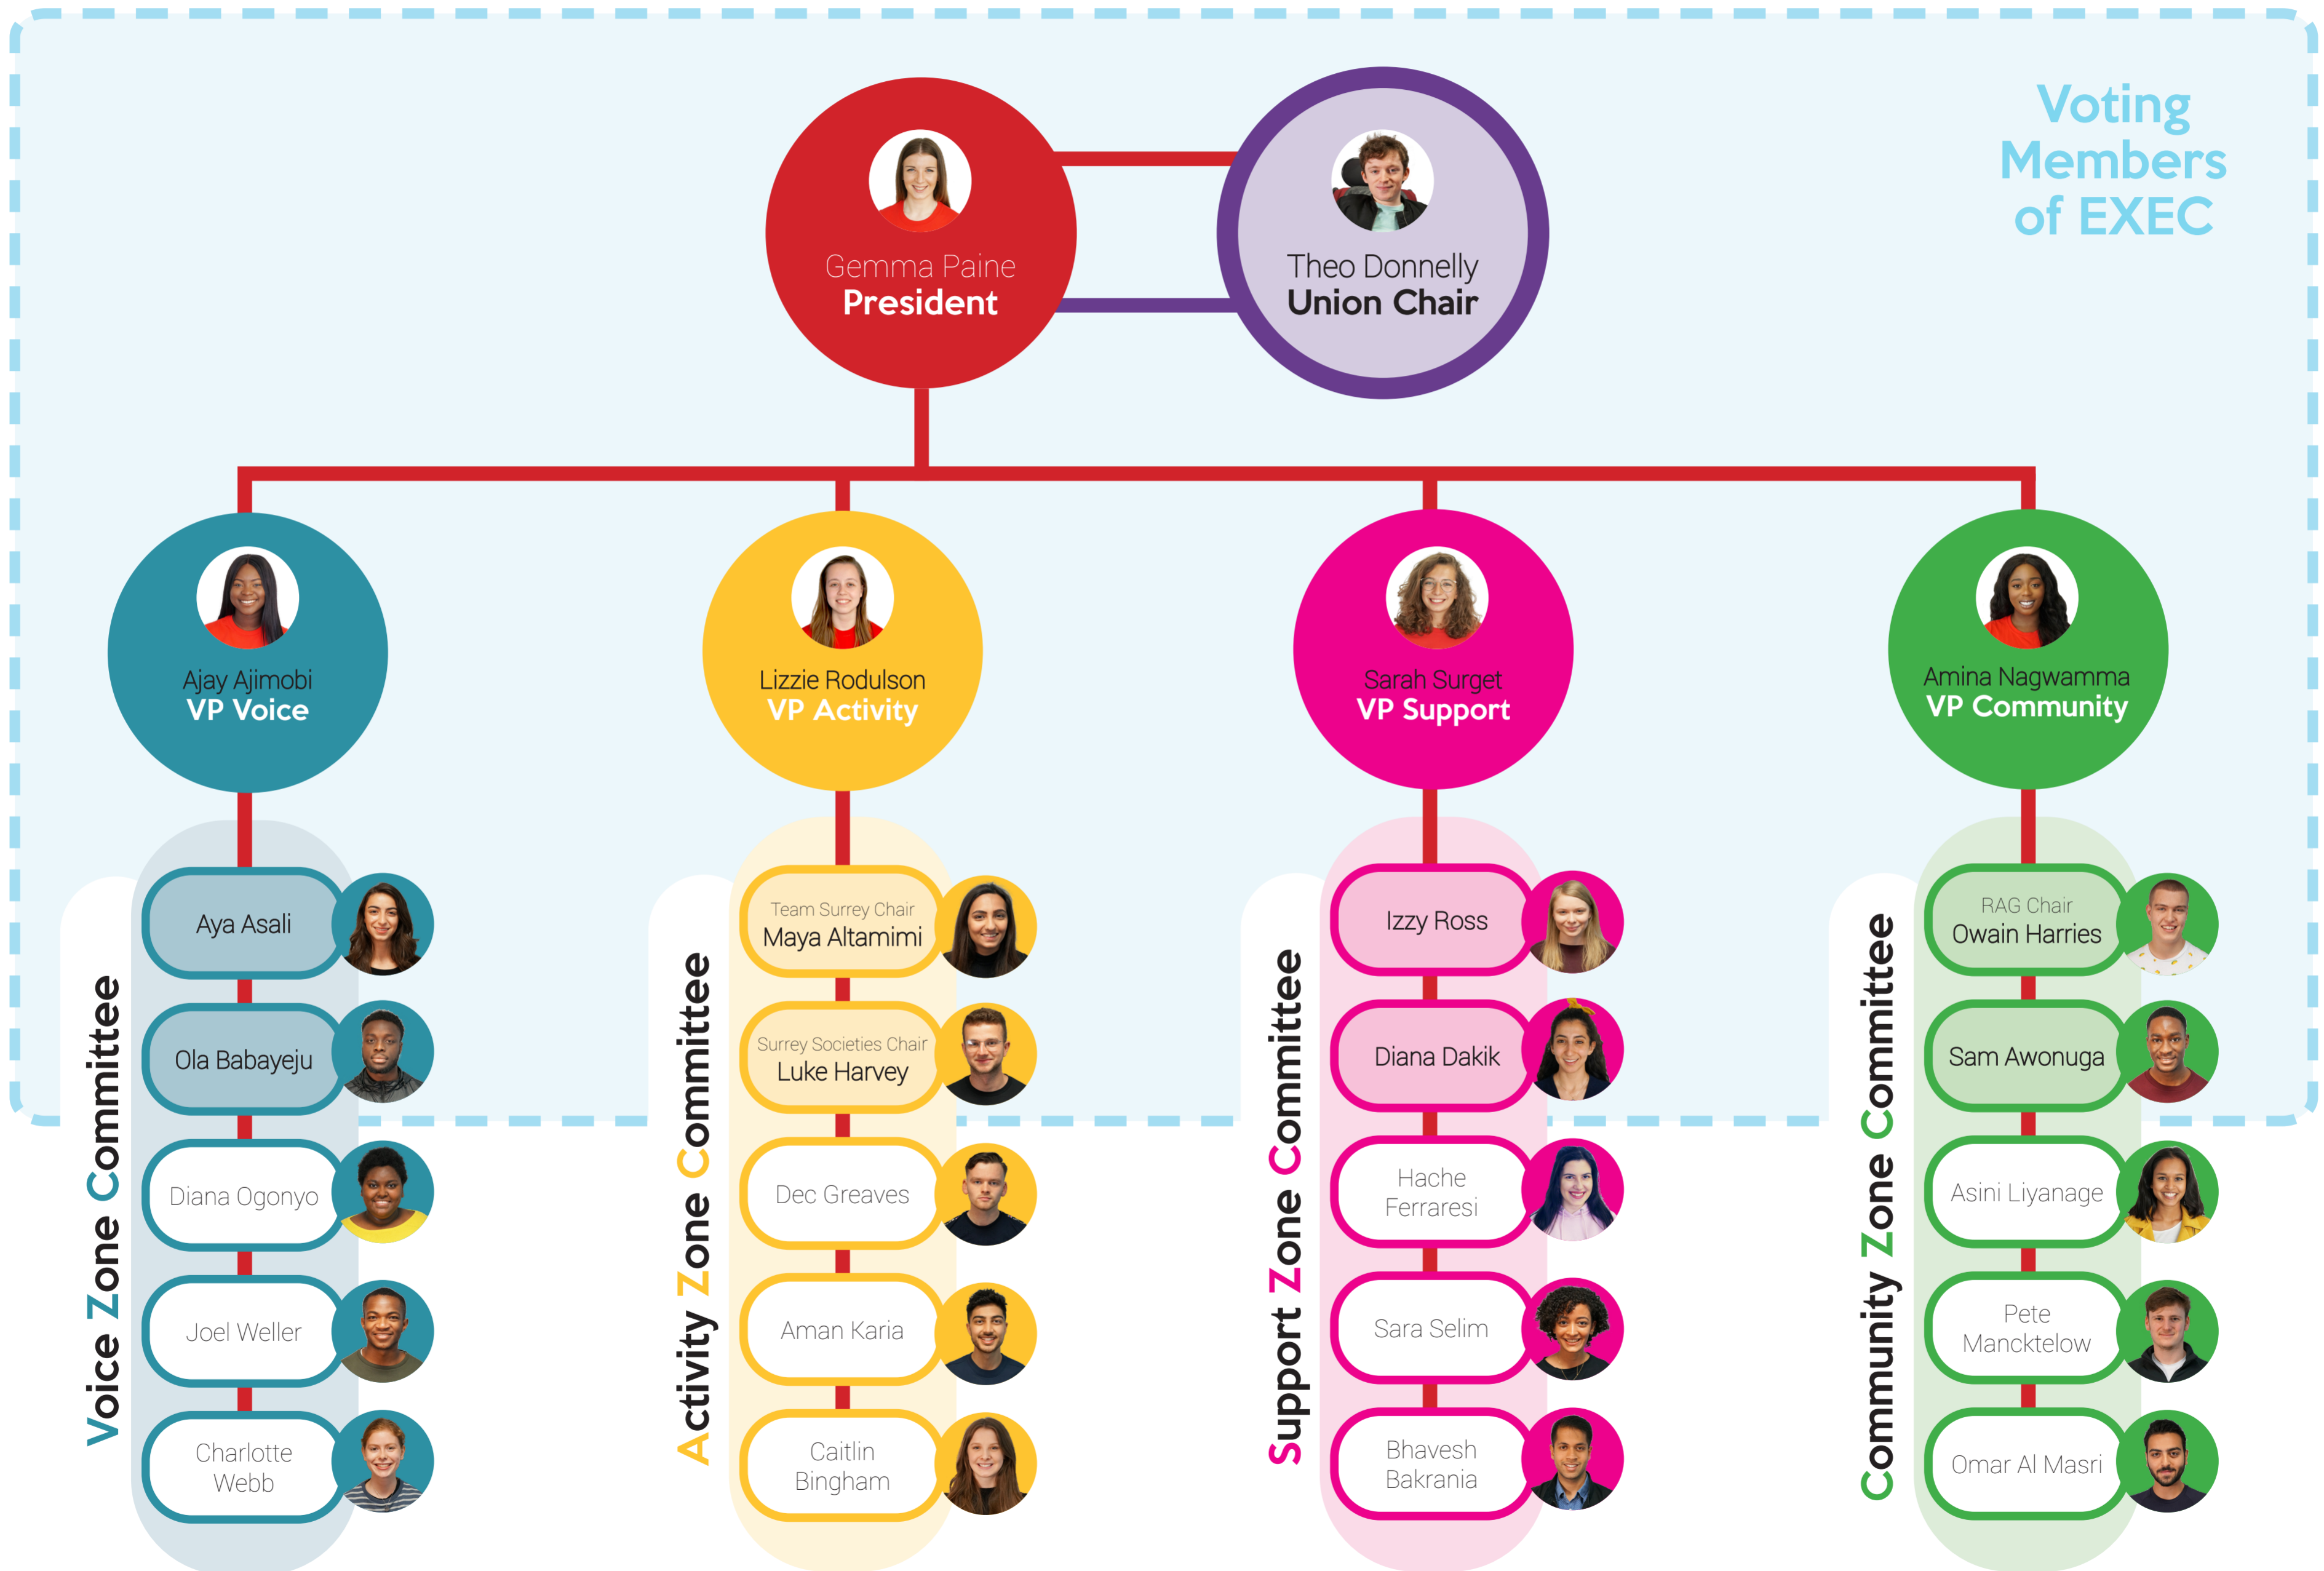 Voting
Members
of EXEC
Gemma Paine
President
Theo Donnelly
Union Chair
Ajay Ajimobi
VP Voice
Lizzie Rodulson
VP Activity
Sarah Surget
VP Support
Amina Nagwamma
VP Community
Voice Zone Committee
Aya Asali
Ola Babayeju
Diana Ogonyo
Joel Weller
Charlotte
Webb
Activity Zone Committee
Team Surrey Chair
Maya Altamimi
Surrey Societies Chair
Luke Harvey
Dec Greaves
Aman Karia
Caitlin
Bingham
Support Zone Committee
Izzy Ross
Diana Dakik
Hache
Ferraresi
Sara Selim
Bhavesh
Bakrania
Community Zone Committee
RAG Chair
Owain Harries
Sam Awonuga
Asini Liyanage
Pete
Mancktelow
Omar Al Masri